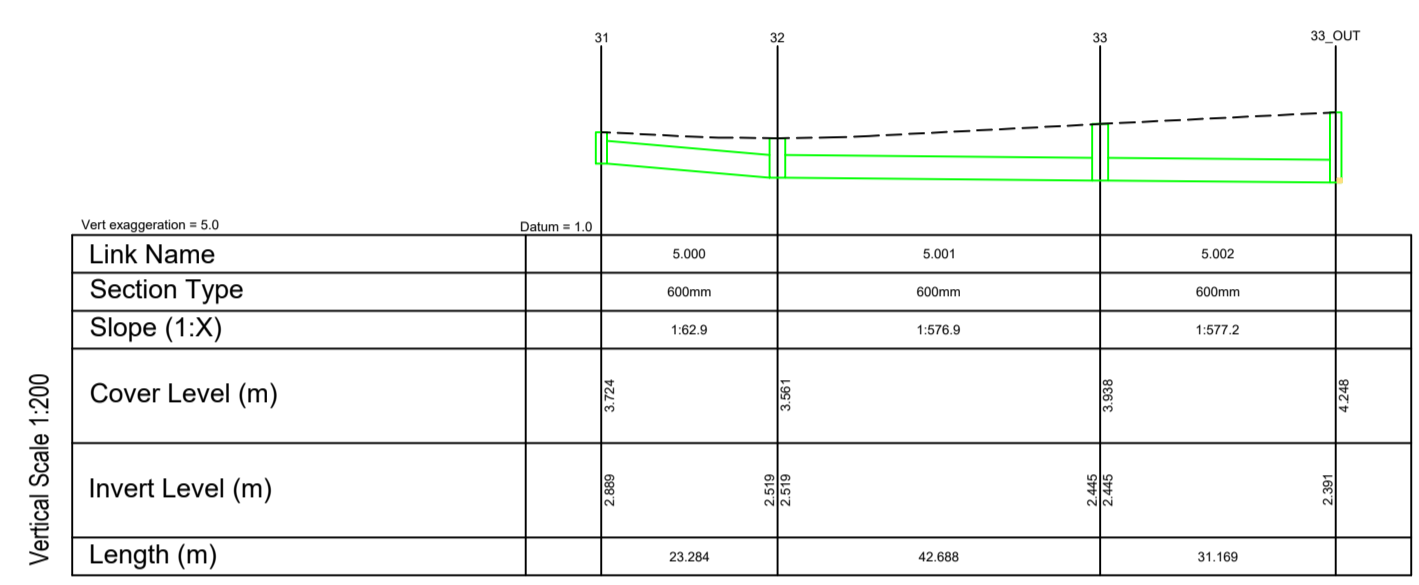 31 32 33 33_OUT
Vert exaggeration = 5.0 Datum = 1.0
Link Name 5.000 5.001 5.002
Section Type 600mm 600mm 600mm
Slope (1:X) 1:62.9 1:576.9 1:577.2
Vertical Scale 1:200
Cover Level (m) 3.724 3.561 3.938 4.248
Invert Level (m) 2.889 2.519 2.519 2.445 2.445 2.391
Length (m) 23.284 42.688 31.169